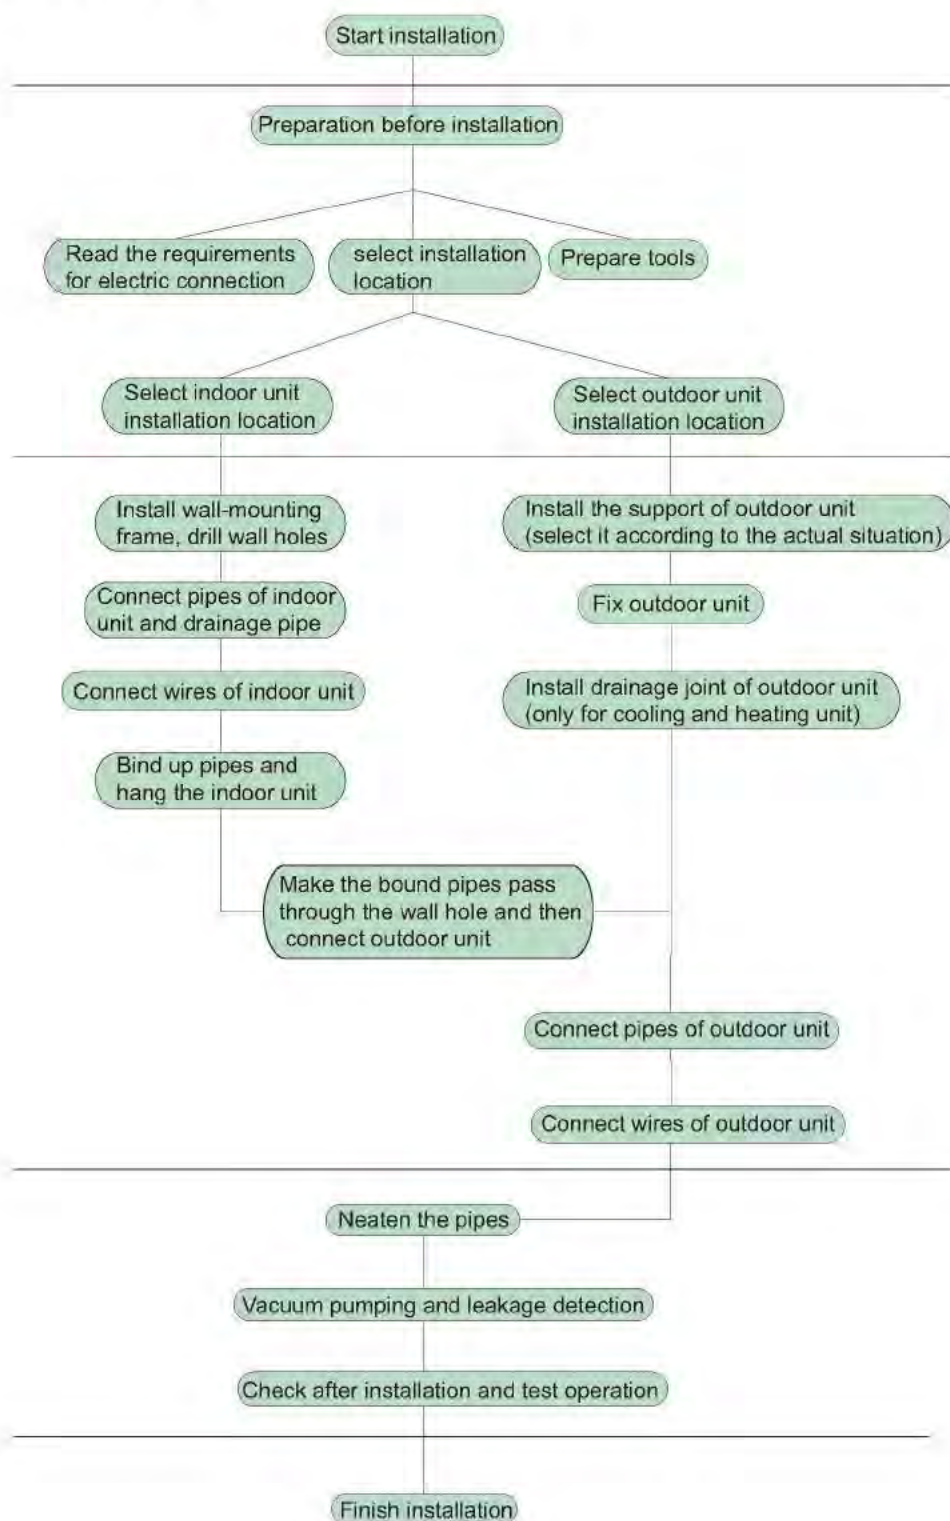 Start installation
Preparation before installation
Read the requirements
for electric connection
select installation
location
Prepare tools
Select indoor unit
installation location
Select outdoor unit
installation location
Install wall-mounting
frame, drill wall holes
Install the support of outdoor unit
(select it according to the actual situation)
Connect pipes of indoor
unit and drainage pipe
Fix outdoor unit
Connect wires of indoor unit
Install drainage joint of outdoor unit
(only for cooling and heating unit)
Bind up pipes and
hang the indoor unit
Make the bound pipes pass
through the wall hole and then
connect outdoor unit
Connect pipes of outdoor unit
Connect wires of outdoor unit
Neaten the pipes
Vacuum pumping and leakage detection
Check after installation and test operation
Finish installation